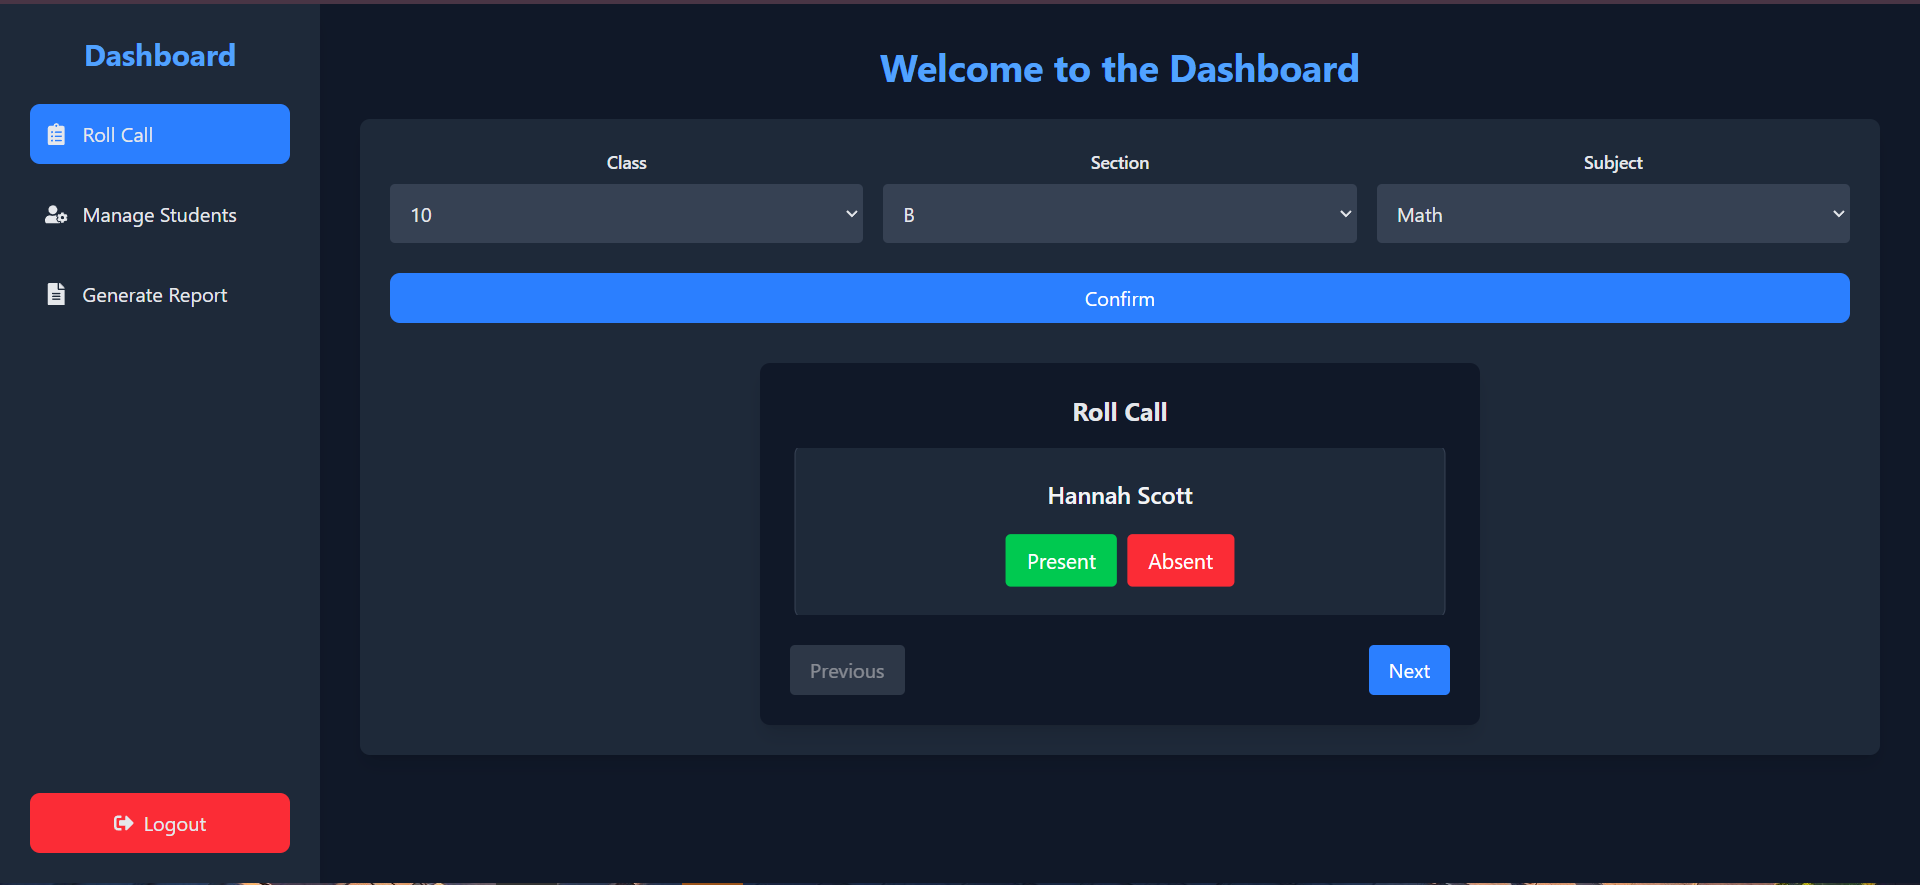 Dashboard
Roll Call
Manage Students
Generate Report
Logout
Welcome to the Dashboard
Class
Section
Subject
10
B
Math
Confirm
Roll Call
Hannah Scott
Present
Absent
Previous
Next